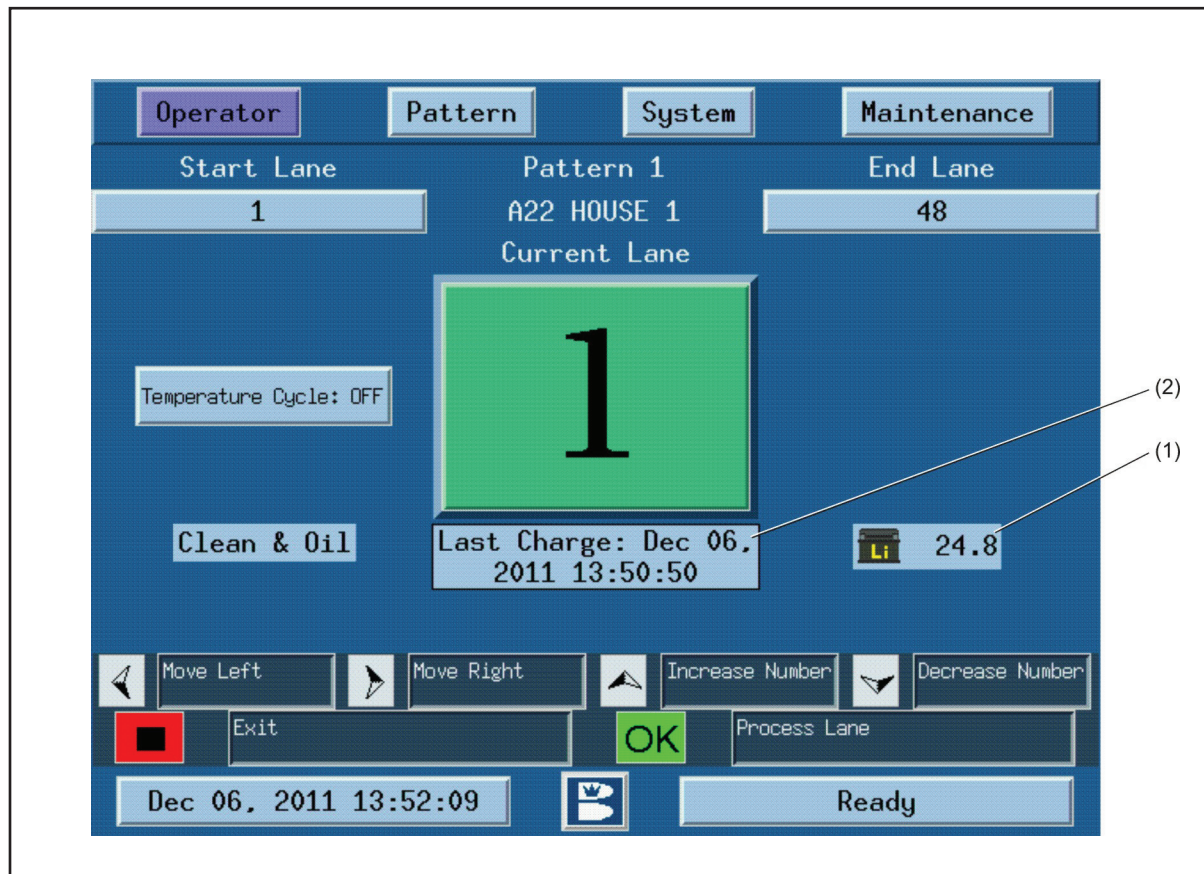 Operator Pattern System Maintenance
Start Lane Pattern 1 End Lane
1 A22 HOUSE 1 48
Current Lane
1
Temperature Cycle: OFF
(2)
(1)
Clean & Oil
Last Charge: Dec 06,
2011 13:50:50
Li 24.8
Move Left Move Right Increase Number Decrease Number
Exit OK Process Lane
Dec 06, 2011 13:52:09 Ready